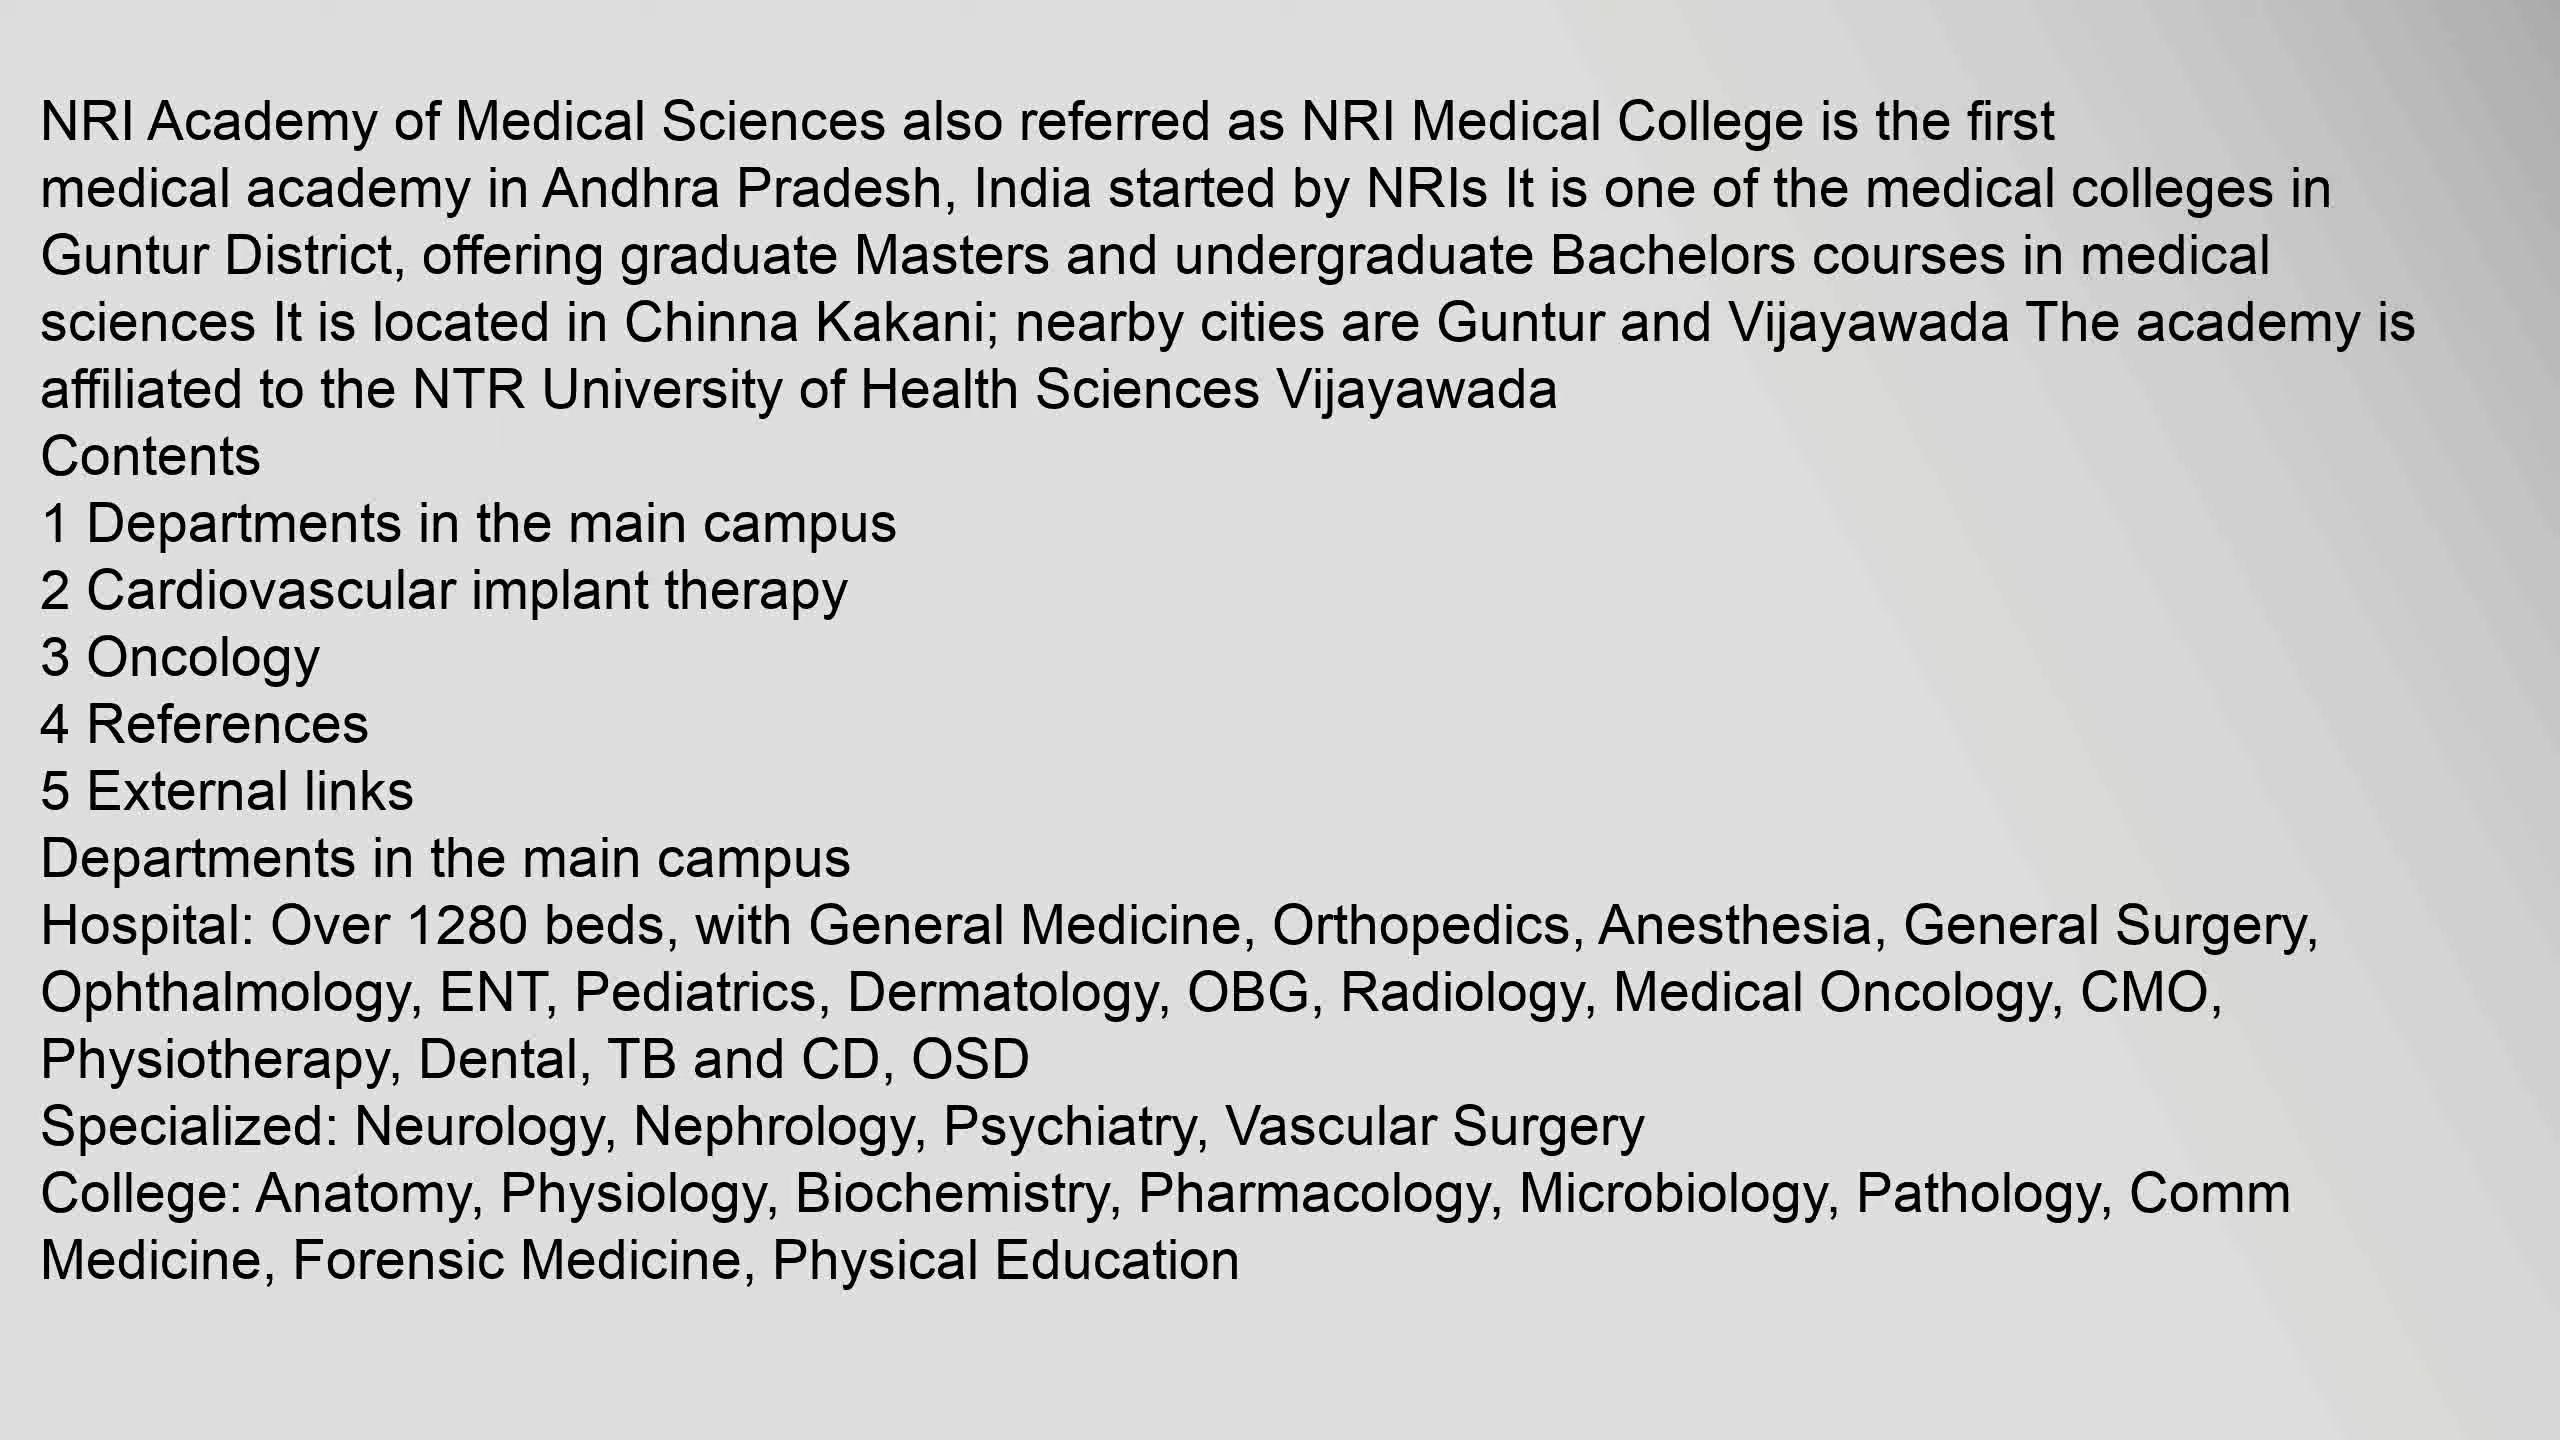 NRI Academy of Medical Sciences also referred as NRI Medical College is the first
medical academy in Andhra Pradesh, India started by NRIs It is one of the medical colleges in
Guntur District, offering graduate Masters and undergraduate Bachelors courses in medical
sciences It is located in Chinna Kakani; nearby cities are Guntur and Vijayawada The academy is
affiliated to the NTR University of Health Sciences Vijayawada
Contents
1 Departments in the main campus
2 Cardiovascular implant therapy
3 Oncology
4 References
5 External links
Departments in the main campus
Hospital: Over 1280 beds, with General Medicine, Orthopedics, Anesthesia, General Surgery,
Ophthalmology, ENT, Pediatrics, Dermatology, OBG, Radiology, Medical Oncology, CMO,
Physiotherapy, Dental, TB and CD, OSD
Specialized: Neurology, Nephrology, Psychiatry, Vascular Surgery
College: Anatomy, Physiology, Biochemistry, Pharmacology, Microbiology, Pathology, Comm
Medicine, Forensic Medicine, Physical Education